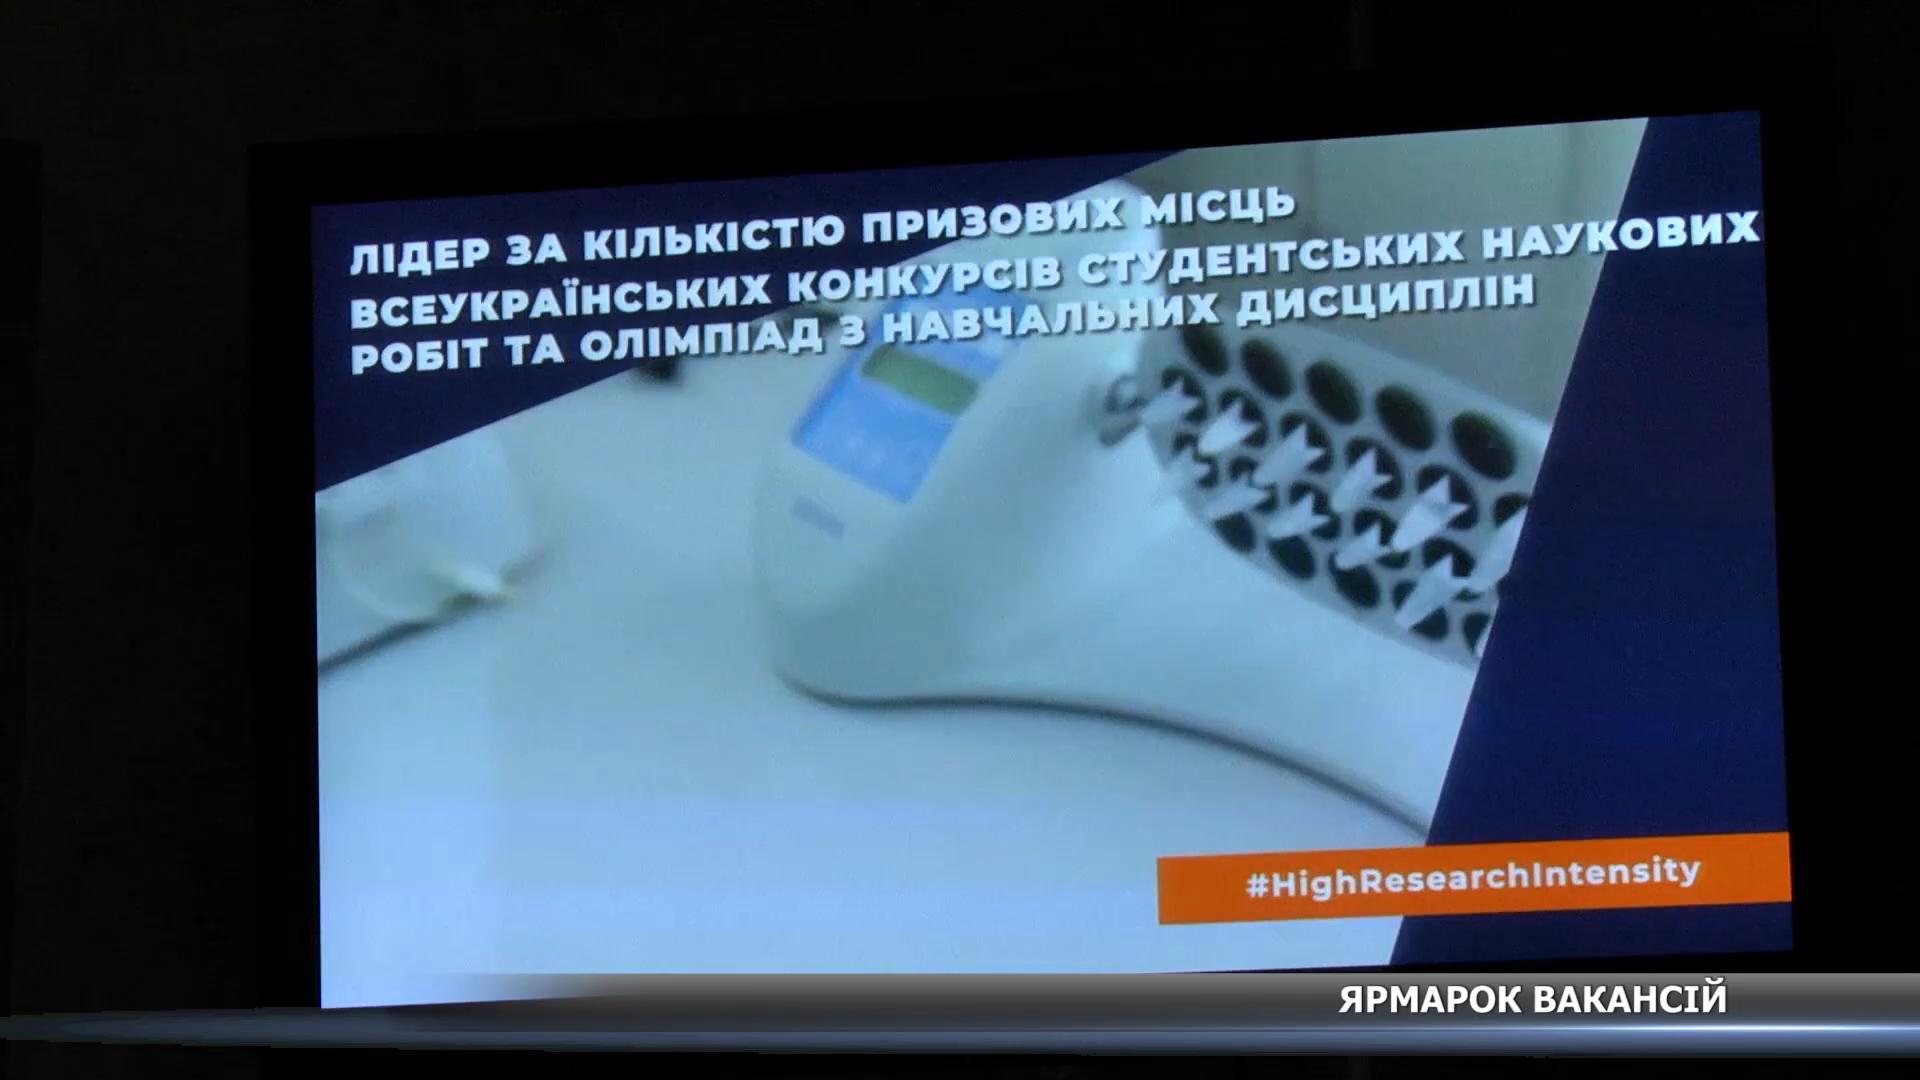 ЛІДЕР ЗА КІЛЬКІСТЮ ПРИЗОВИХ МІСЦЬ
ВСЕУКРАЇНСЬКИХ КОНКУРСІВ СТУДЕНТСЬКИХ НАУКОВИХ
РОБІТ ТА ОЛІМПІАД З НАВЧАЛЬНИХ ДИСЦИПЛІН
#HighResearchIntensity
ЯРМАРОК ВАКАНСІЙ